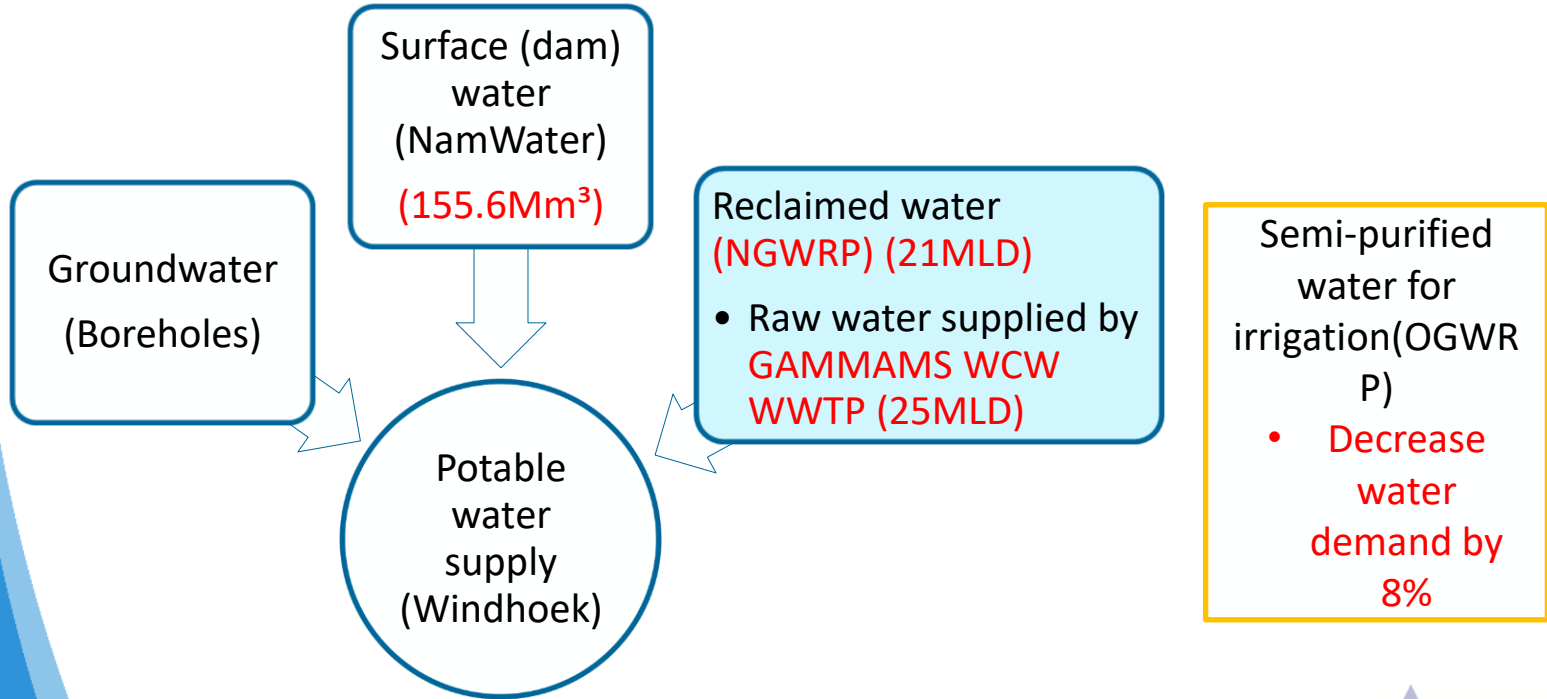 Surface (dam)
water
(NamWater)
(155.6Mm³)
Groundwater
(Boreholes)
Reclaimed water
(NGWRP) (21MLD)
• Raw water supplied by
GAMMAMS WCW
WWTP (25MLD)
Semi-purified
water for
irrigation(OGWR
P)
• Decrease
water
demand by
8%
Potable
water
supply
(Windhoek)